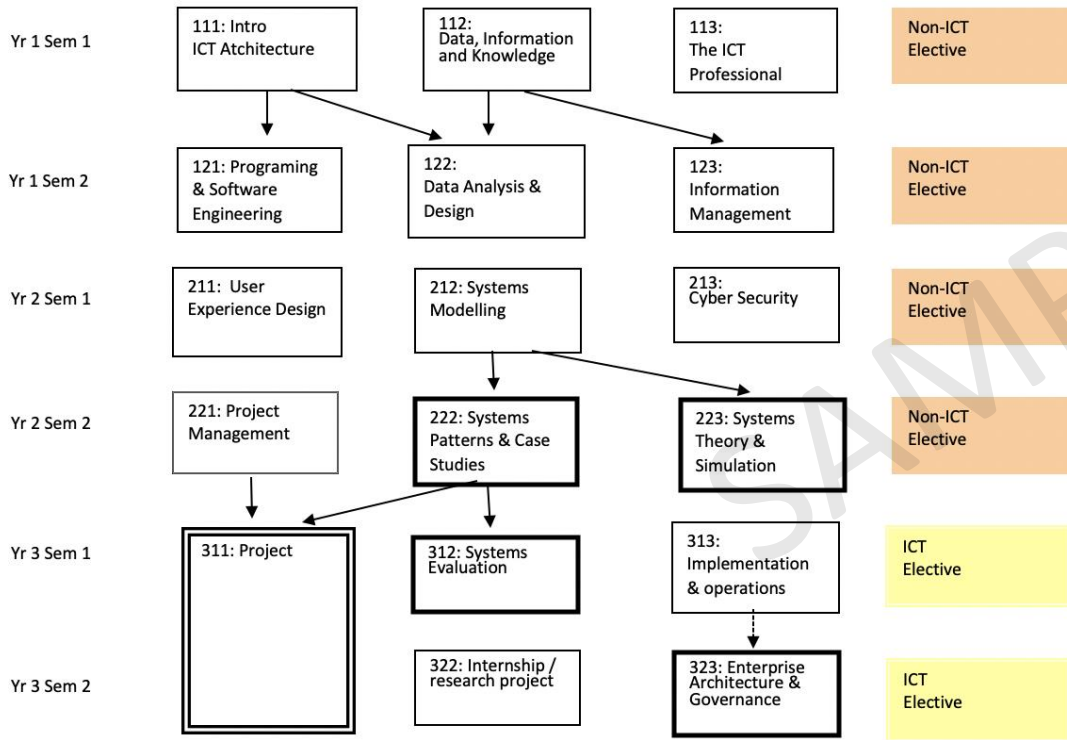 Yr 1 Sem 1
111: Intro
ICT Atchitecture
112:
Data, Information
and Knowledge
113:
The ICT
Professional
Non-ICT
Elective
Yr 1 Sem 2
121: Programing
& Software
Engineering
122:
Data Analysis &
Design
123:
Information
Management
Non-ICT
Elective
Yr 2 Sem 1
211: User
Experience Design
212: Systems
Modelling
213:
Cyber Security
Non-ICT
Elective
Yr 2 Sem 2
221: Project
Management
222: Systems
Patterns & Case
Studies
223: Systems
Theory &
Simulation
Non-ICT
Elective
Yr 3 Sem 1
311: Project
312: Systems
Evaluation
313:
Implementation
& operations
ICT
Elective
Yr 3 Sem 2
322: Internship /
research project
323: Enterprise
Architecture &
Governance
ICT
Elective